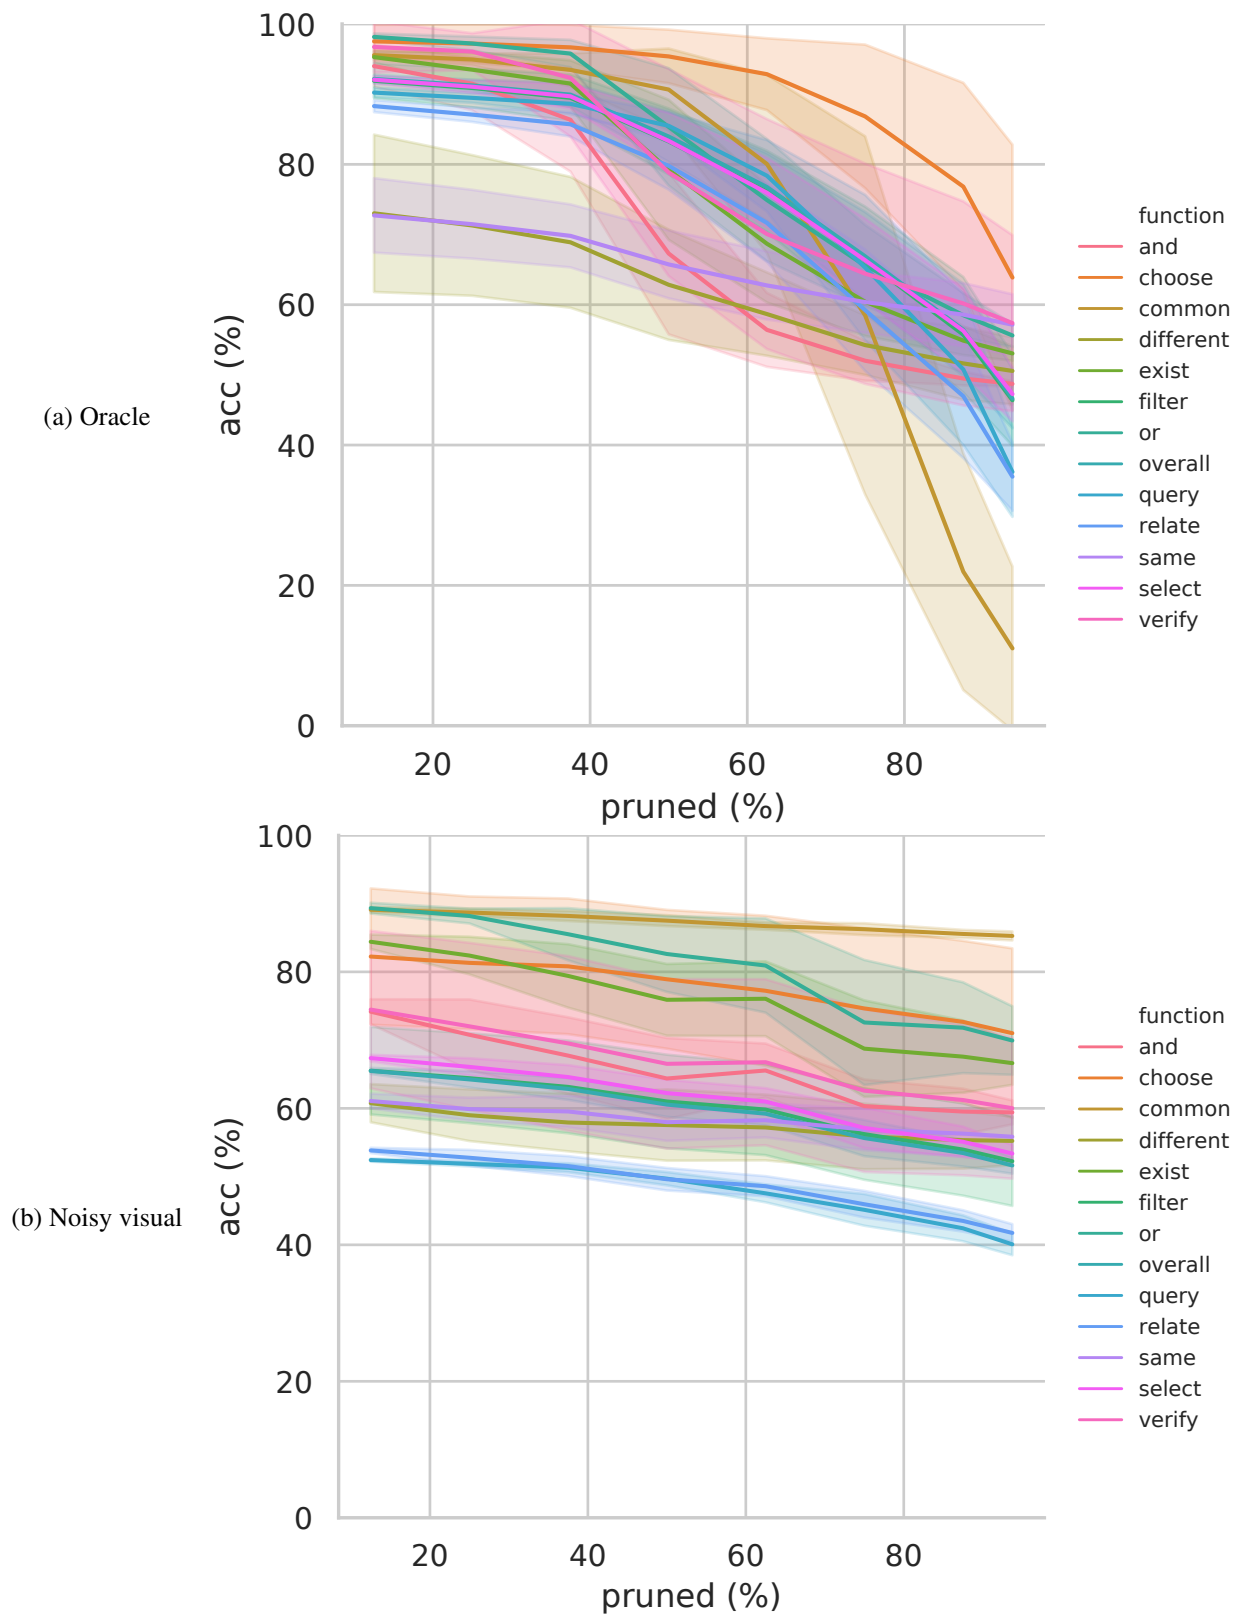 100
80
60
40
20
0
acc (%)
(a) Oracle
20 40 60 80
pruned (%)
function
and
choose
common
different
exist
filter
or
overall
query
relate
same
select
verify
100
80
60
40
20
0
acc (%)
(b) Noisy visual
20 40 60 80
pruned (%)
function
and
choose
common
different
exist
filter
or
overall
query
relate
same
select
verify